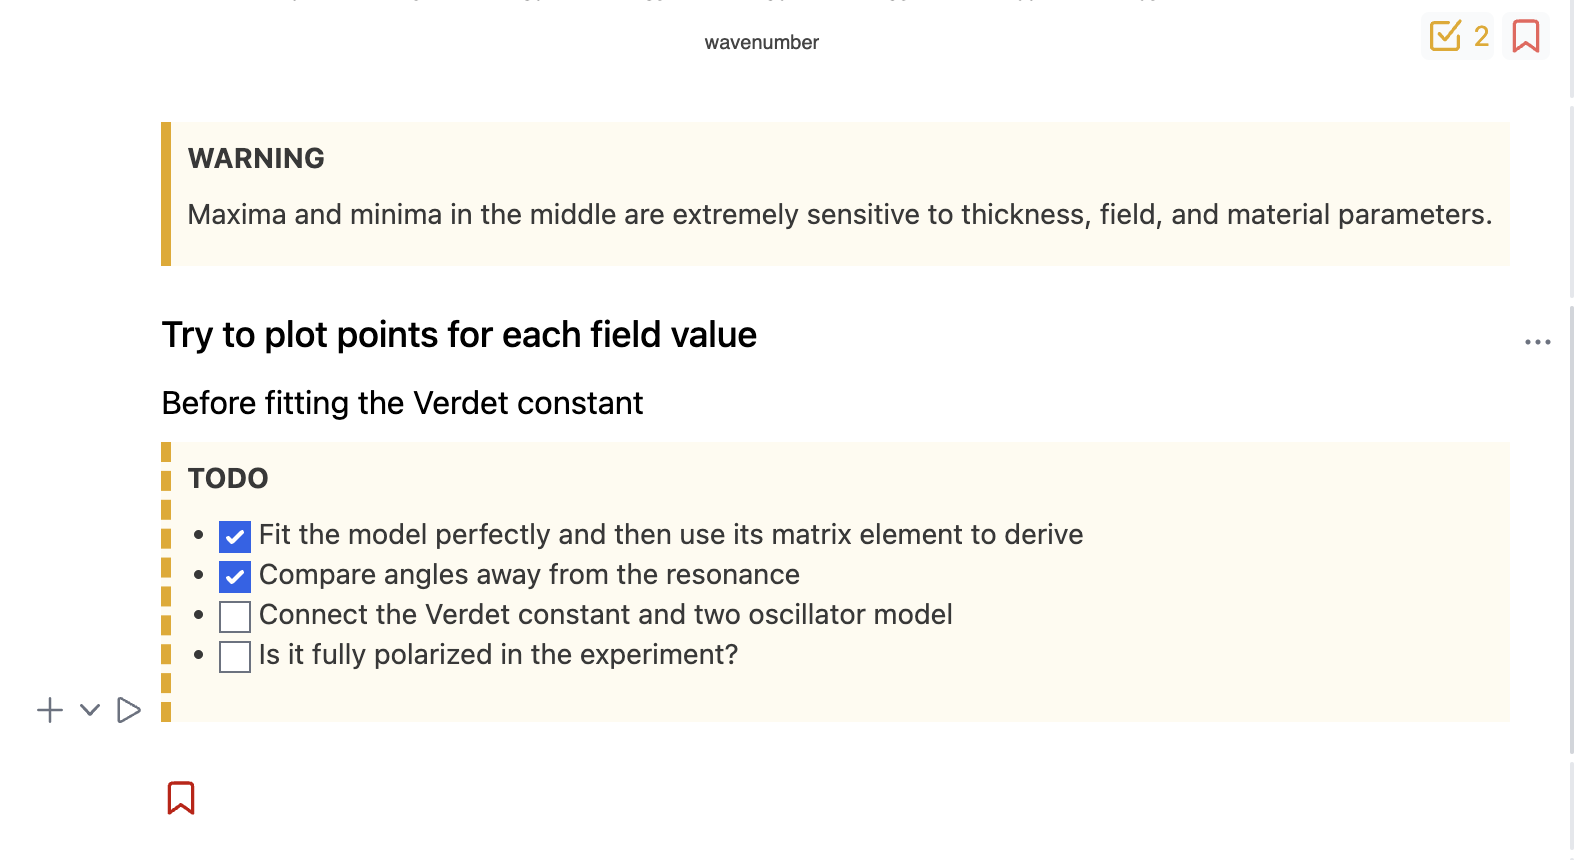 wavenumber
2
WARNING
Maxima and minima in the middle are extremely sensitive to thickness, field, and material parameters.
Try to plot points for each field value
Before fitting the Verdet constant
TODO
Fit the model perfectly and then use its matrix element to derive
Compare angles away from the resonance
Connect the Verdet constant and two oscillator model
Is it fully polarized in the experiment?